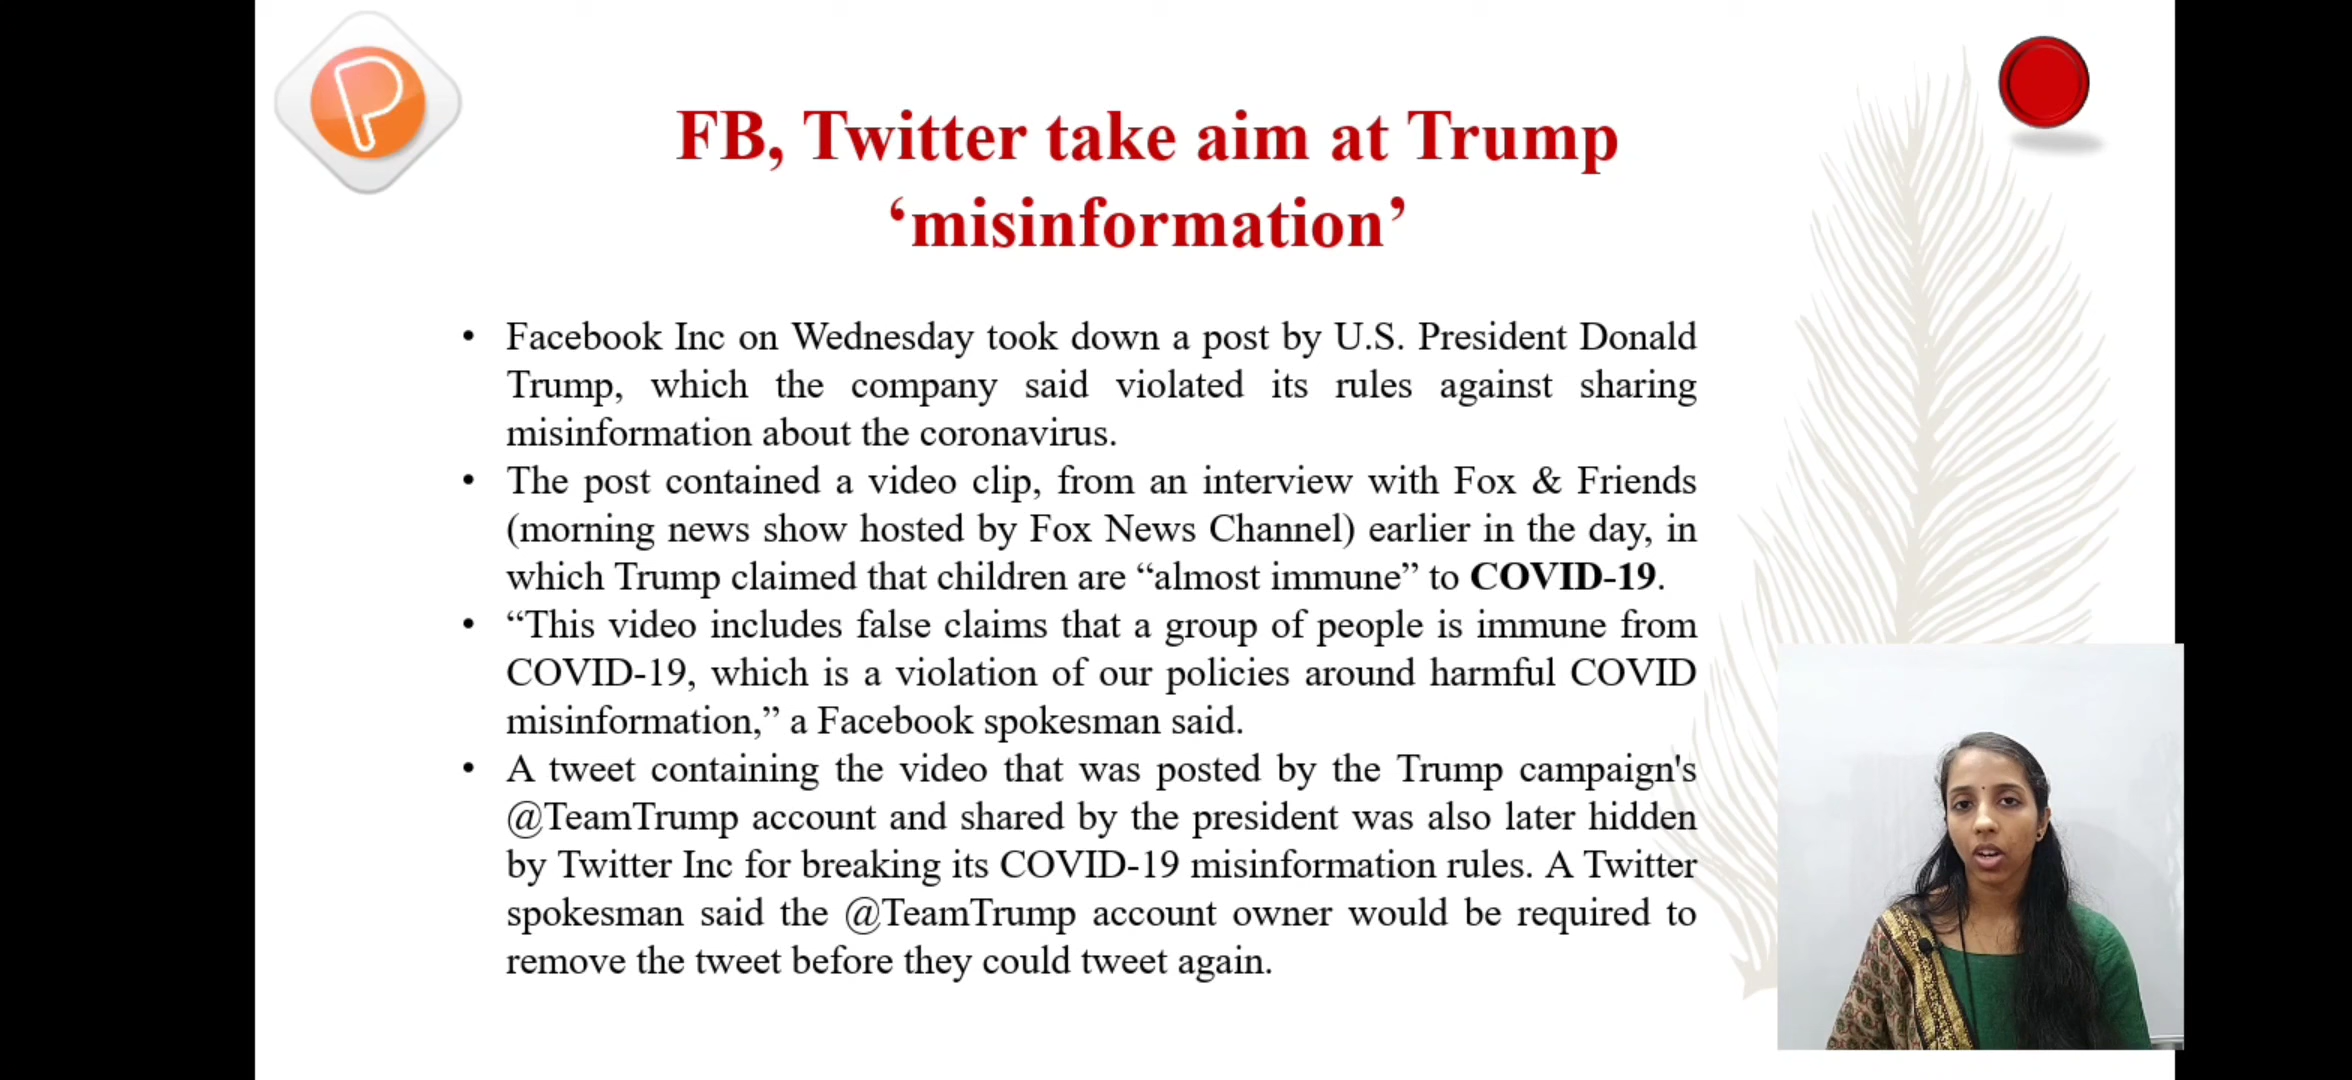 FB, Twitter take aim at Trump
‘misinformation’
• Facebook Inc on Wednesday took down a post by U.S. President Donald
Trump, which the company said violated its rules against sharing
misinformation about the coronavirus.
• The post contained a video clip, from an interview with Fox & Friends
(morning news show hosted by Fox News Channel) earlier in the day, in
which Trump claimed that children are “almost immune” to COVID-19.
• “This video includes false claims that a group of people is immune from
COVID-19, which is a violation of our policies around harmful COVID
misinformation,” a Facebook spokesman said.
• A tweet containing the video that was posted by the Trump campaign's
@TeamTrump account and shared by the president was also later hidden
by Twitter Inc for breaking its COVID-19 misinformation rules. A Twitter
spokesman said the @TeamTrump account owner would be required to
remove the tweet before they could tweet again.